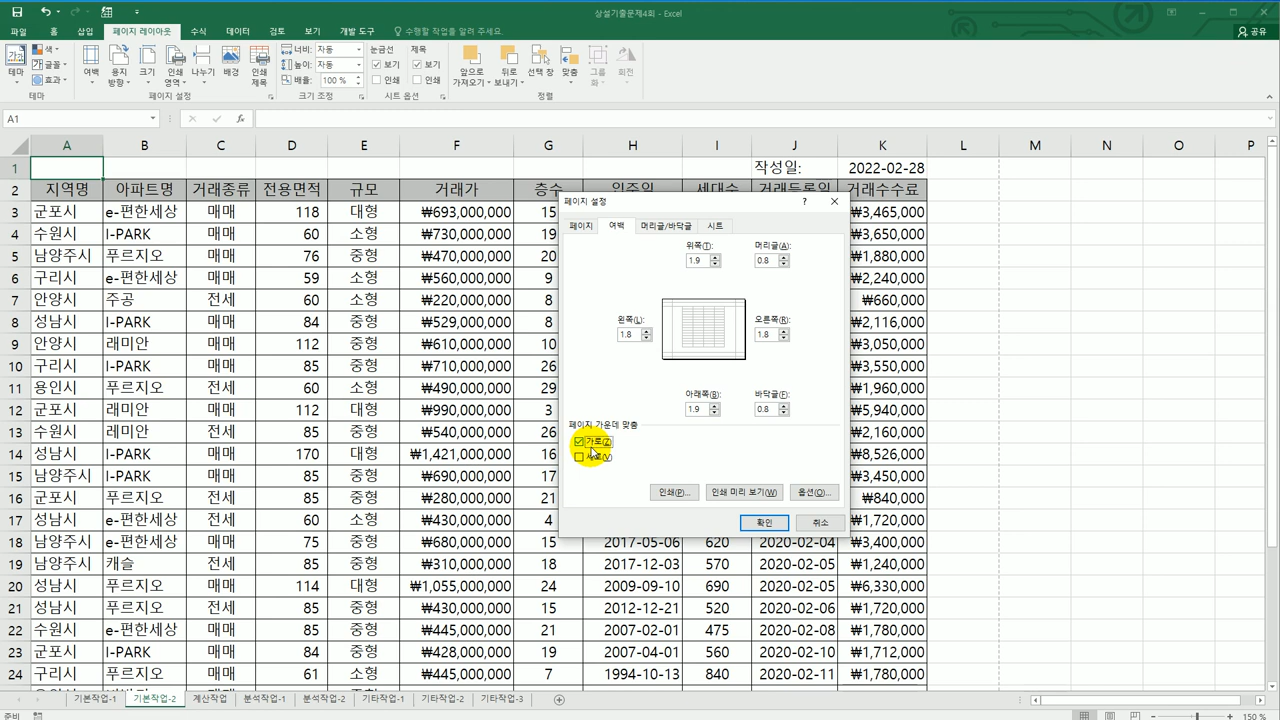 상설기출문제4회 - Excel
파일 홈 삽입 페이지 레이아웃 수식 데이터 검토 보기 개발 도구 수행할 작업을 알려 주세요. 공유
테마 색 글꼴 효과
여백 용지 방향 크기 인쇄 영역 나누기 배경 인쇄 제목
너비: 자동 높이: 자동 배율: 100 %
눈금선 보기 인쇄 제목 보기 인쇄
앞으로 가져오기 뒤로 보내기 선택 창 맞춤 그룹화 회전
테마 페이지 설정 크기 조정 시트 옵션 정렬
A1 fx
A B C D E F G H I J K L M N O P
1 작성일: 2022-02-28
2 지역명 아파트명 거래종류 전용면적 규모 거래가 층수 입주일 세대수 거래등록일 거래수수료
3 군포시 e-편한세상 매매 118 대형 ₩693,000,000 15 ₩3,465,000
4 수원시 I-PARK 매매 60 소형 ₩730,000,000 19 ₩3,650,000
5 남양주시 푸르지오 매매 76 중형 ₩470,000,000 20 ₩1,880,000
6 구리시 e-편한세상 매매 59 소형 ₩560,000,000 9 ₩2,240,000
7 안양시 주공 전세 60 소형 ₩220,000,000 8 ₩660,000
8 성남시 I-PARK 매매 84 중형 ₩529,000,000 8 ₩2,116,000
9 안양시 래미안 매매 112 중형 ₩610,000,000 10 ₩3,050,000
10 구리시 I-PARK 매매 85 중형 ₩710,000,000 26 ₩3,550,000
11 용인시 푸르지오 전세 60 소형 ₩490,000,000 29 ₩1,960,000
12 군포시 래미안 매매 112 대형 ₩990,000,000 3 ₩5,940,000
13 수원시 레미안 매매 85 중형 ₩540,000,000 26 ₩2,160,000
14 성남시 I-PARK 매매 170 대형 ₩1,421,000,000 16 ₩8,526,000
15 남양주시 I-PARK 매매 85 중형 ₩690,000,000 17 ₩3,450,000
16 군포시 푸르지오 매매 85 중형 ₩280,000,000 21 ₩840,000
17 성남시 e-편한세상 전세 60 소형 ₩430,000,000 4 ₩1,720,000
18 남양주시 e-편한세상 매매 75 중형 ₩680,000,000 15 2017-05-06 620 2020-02-04 ₩3,400,000
19 남양주시 캐슬 전세 85 중형 ₩310,000,000 18 2017-12-03 570 2020-02-05 ₩1,240,000
20 성남시 푸르지오 매매 114 대형 ₩1,055,000,000 24 2009-09-10 690 2020-02-05 ₩6,330,000
21 성남시 푸르지오 전세 85 중형 ₩430,000,000 15 2012-12-21 520 2020-02-06 ₩1,720,000
22 수원시 e-편한세상 매매 85 중형 ₩445,000,000 21 2007-02-01 475 2020-02-08 ₩1,780,000
23 군포시 I-PARK 매매 85 중형 ₩428,000,000 19 2007-04-01 560 2020-02-10 ₩1,712,000
24 구리시 푸르지오 매매 61 소형 ₩445,000,000 7 1994-10-13 840 2020-02-11 ₩1,780,000
페이지 설정 ?
페이지 여백 머리글/바닥글 시트
위쪽(T): 머리글(A):
1.9 0.8
왼쪽(L): 오른쪽(R):
1.8 1.8
아래쪽(B): 바닥글(F):
1.9 0.8
페이지 가운데 맞춤
가로(Z)
인쇄(P)... 인쇄 미리 보기(W) 옵션(O)...
확인 취소
기본작업-1 기본작업-2 계산작업 분석작업-1 분석작업-2 기타작업-1 기타작업-2 기타작업-3
준비 150 %